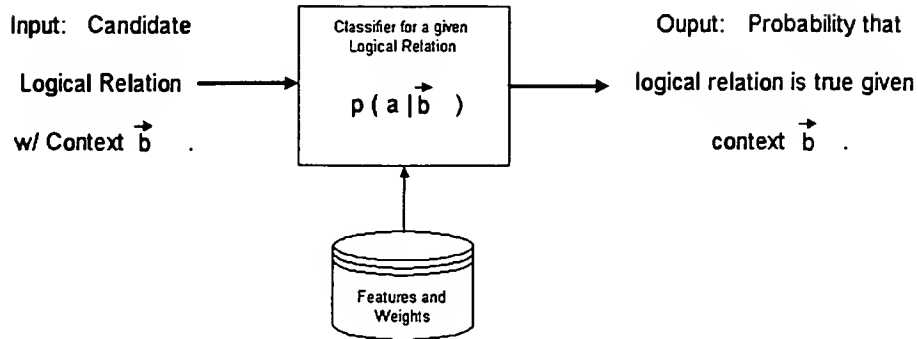 Input: Candidate
Logical Relation
w/ Context b⃗ .
Classifier for a given
Logical Relation
p ( a | b⃗ )
Ouput: Probability that
logical relation is true given
context b⃗ .
Features and
Weights